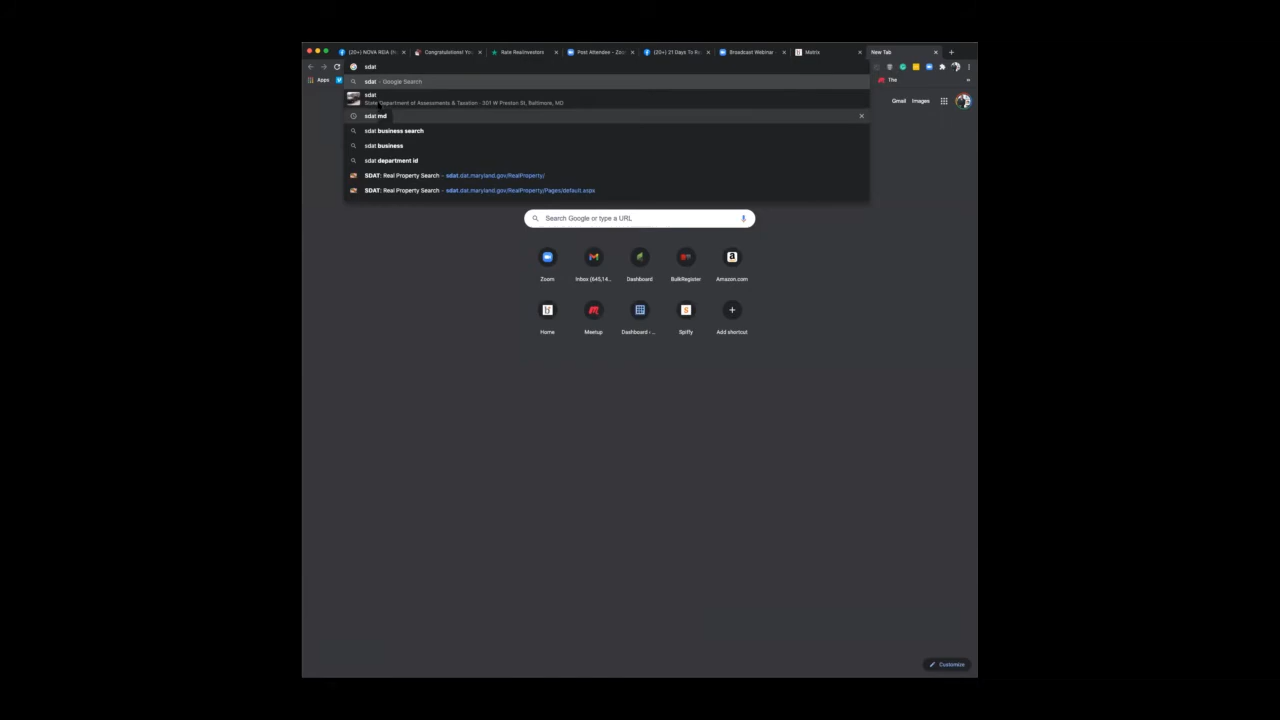 (20+) NOVA REIA (N
Congratulations! You
Rate RealInvestors
Post Attendee - Zoo
(20+) 21 Days To R
Broadcast Webinar
Matrix
New Tab
sdat
Apps
The
sdat - Google Search
sdat
State Department of Assessments & Taxation - 301 W Preston St, Baltimore, MD
Gmail Images
sdat md
sdat business search
sdat business
sdat department id
SDAT: Real Property Search - sdat.dat.maryland.gov/RealProperty/
SDAT: Real Property Search - sdat.dat.maryland.gov/RealProperty/Pages/default.aspx
Search Google or type a URL
Zoom Inbox (645,14... Dashboard BulkRegister Amazon.com
Home Meetup Dashboard - ... Spiffy Add shortcut
Customize